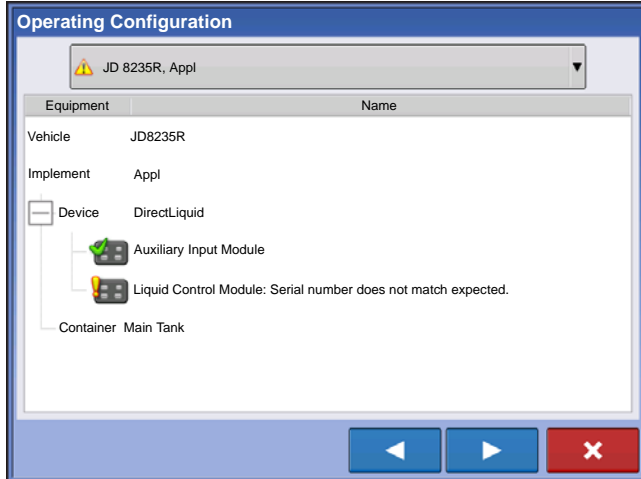 Operating Configuration
JD 8235R, Appl
Equipment Name
Vehicle JD8235R
Implement Appl
Device DirectLiquid
Auxiliary Input Module
Liquid Control Module: Serial number does not match expected.
Container Main Tank